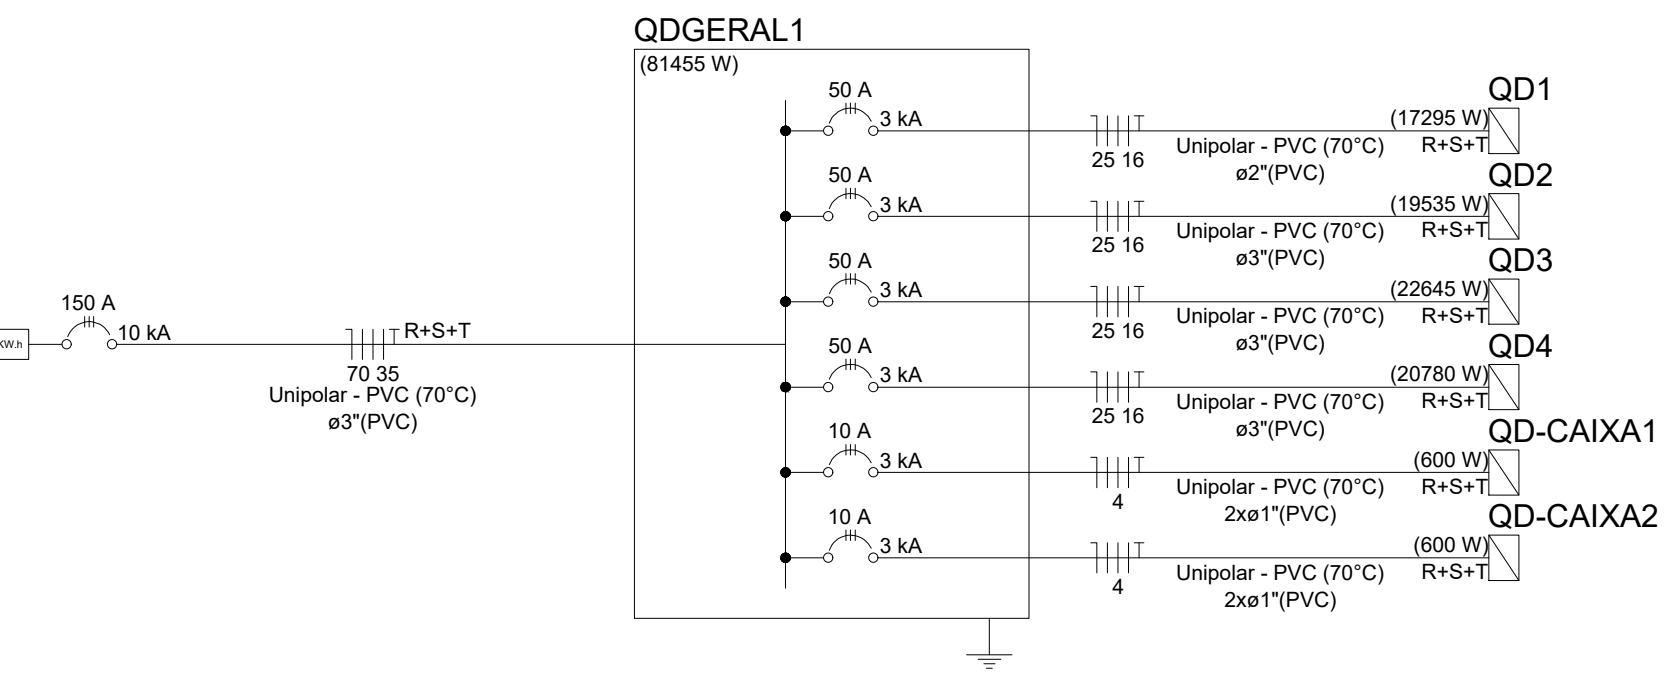 QDGERAL1
(81455 W)
KW.h
150 A
10 kA
R+S+T
70 35
Unipolar - PVC (70°C)
ø3"(PVC)
50 A
3 kA
25 16
Unipolar - PVC (70°C)
ø2"(PVC)
(17295 W)
R+S+T
QD1
50 A
3 kA
25 16
Unipolar - PVC (70°C)
ø3"(PVC)
(19535 W)
R+S+T
QD2
50 A
3 kA
25 16
Unipolar - PVC (70°C)
ø3"(PVC)
(22645 W)
R+S+T
QD3
50 A
3 kA
25 16
Unipolar - PVC (70°C)
ø3"(PVC)
(20780 W)
R+S+T
QD4
10 A
3 kA
4
Unipolar - PVC (70°C)
2xø1"(PVC)
(600 W)
R+S+T
QD-CAIXA1
10 A
3 kA
4
Unipolar - PVC (70°C)
2xø1"(PVC)
(600 W)
R+S+T
QD-CAIXA2